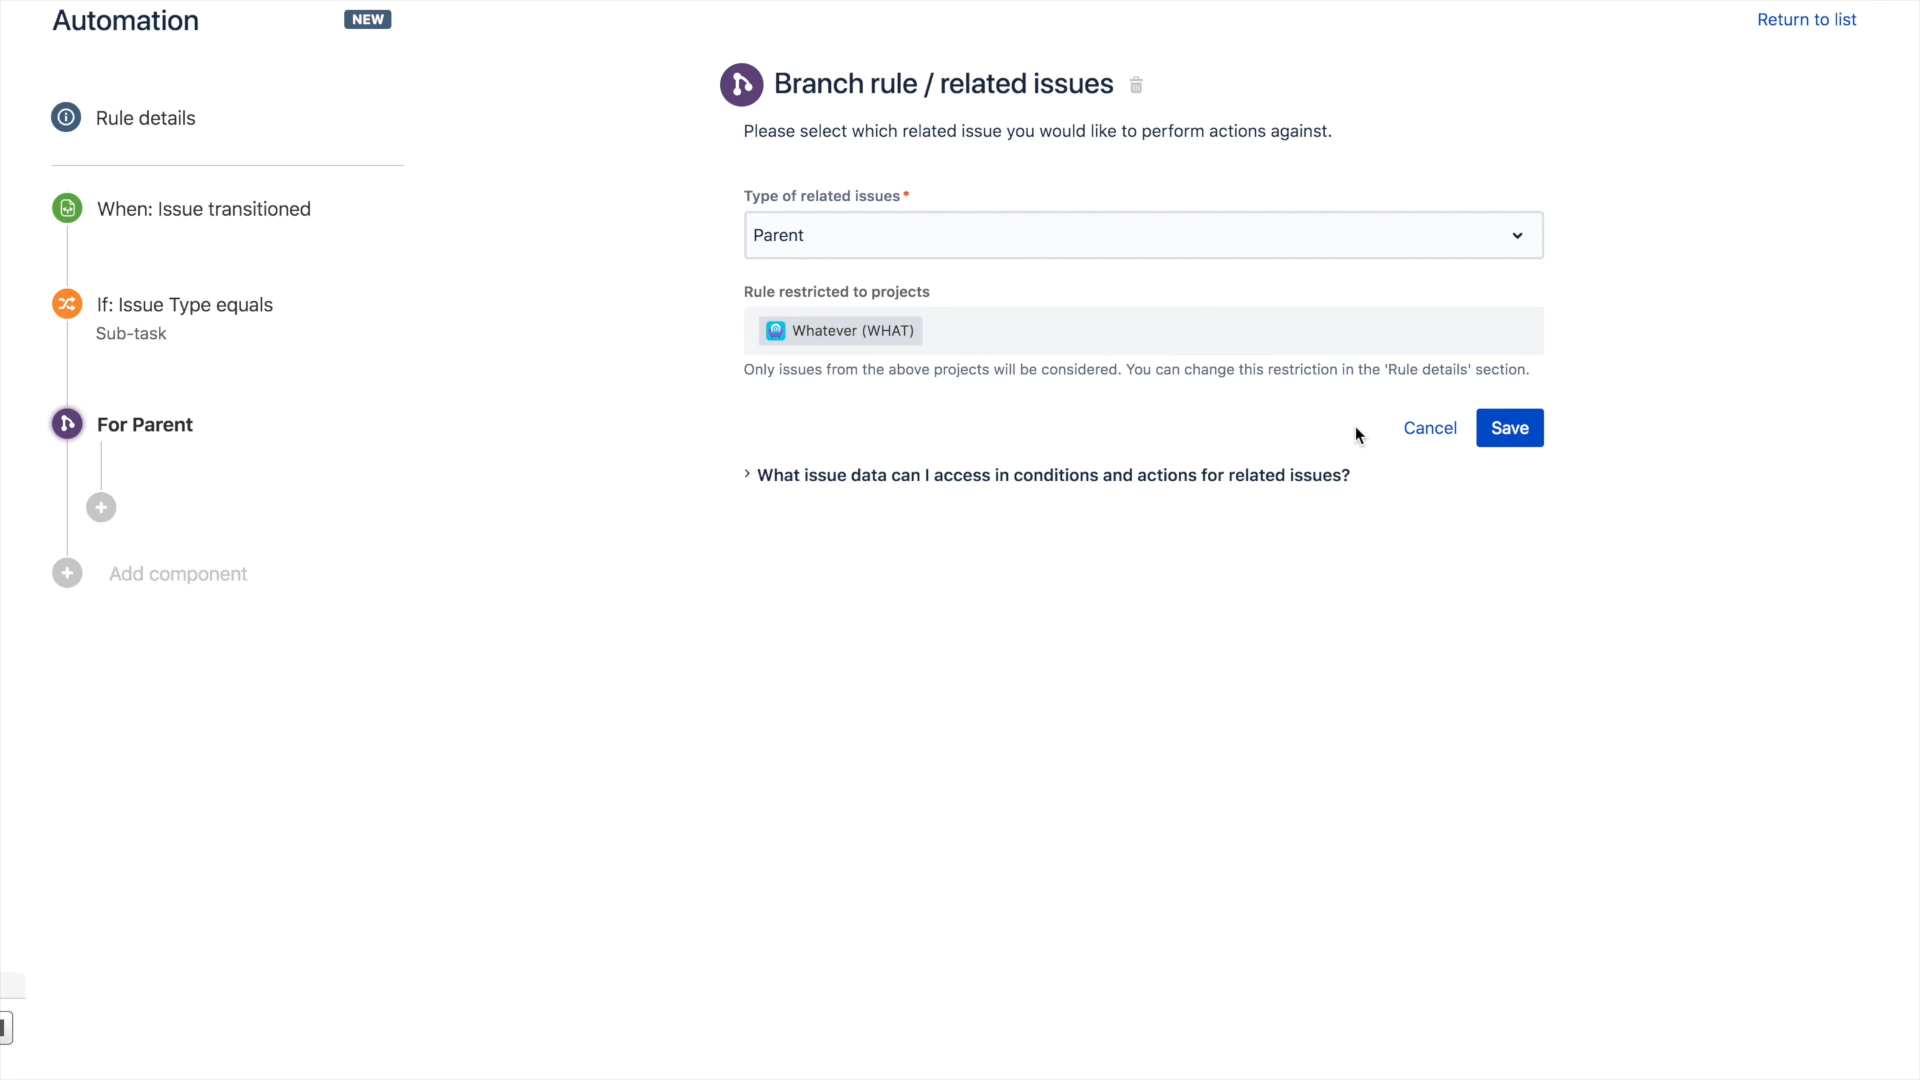 Automation
NEW
Return to list
Rule details
When: Issue transitioned
If: Issue Type equals
Sub-task
For Parent
Add component
Branch rule / related issues
Please select which related issue you would like to perform actions against.
Type of related issues*
Parent
Rule restricted to projects
Whatever (WHAT)
Only issues from the above projects will be considered. You can change this restriction in the 'Rule details' section.
Cancel
Save
What issue data can I access in conditions and actions for related issues?